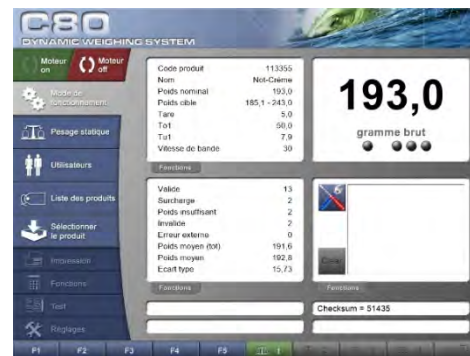 C80
DYNAMIC WEIGHING SYSTEM
Moteur on
Moteur off
Mode de fonctionnement
Pesage statique
Utilisateurs
Liste des produits
Sélectionner le produit
Impression
Fonctions
Test
Réglages
Code produit 113355
Nom Not-Crème
Poids nominal 193,0
Poids cible 185,1 - 243,0
Tare 5,0
To1 50,0
Tu1 7,9
Vitesse de bande 30
Fonctions
193,0
gramme brut
Valide 13
Surcharge 2
Poids insuffisant 2
Invalide 2
Erreur externe 0
Poids moyen (tot) 191,6
Poids moyen 192,8
Ecart type 15,73
Fonctions
Fonctions
Checksum = 51435
F1 F2 F3 F4 F5 1